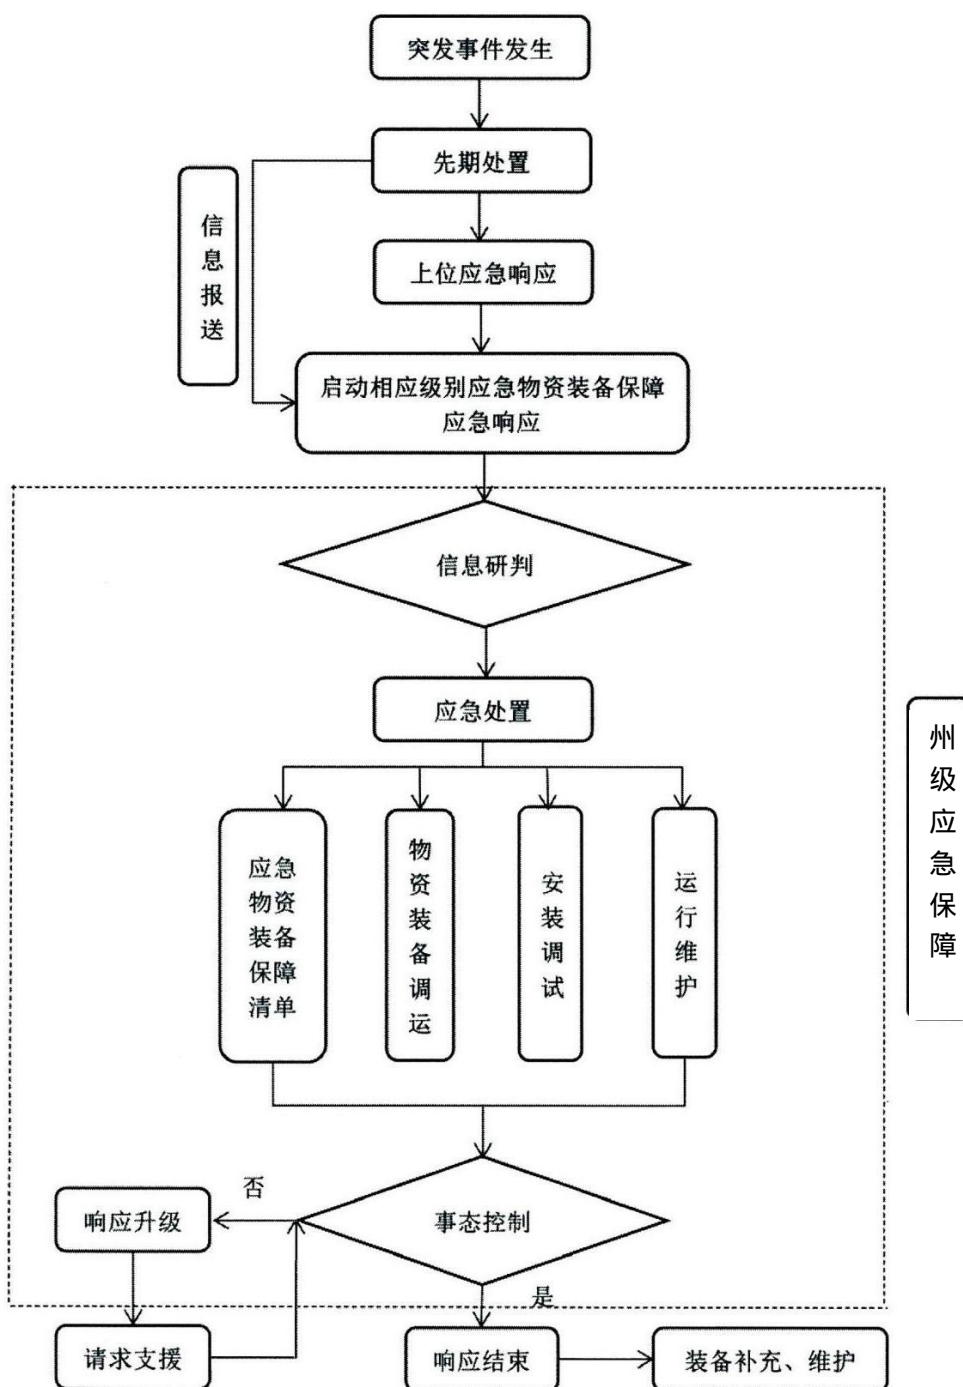 突发事件发生
先期处置
信息报送
上位应急响应
启动相应级别应急物资装备保障
应急响应
信息研判
应急处置
州级应急保障
应急
物资
装备
保障
清单
物资装备调运
安装调试
运行维护
否
响应升级
事态控制
是
请求支援
响应结束
装备补充、维护